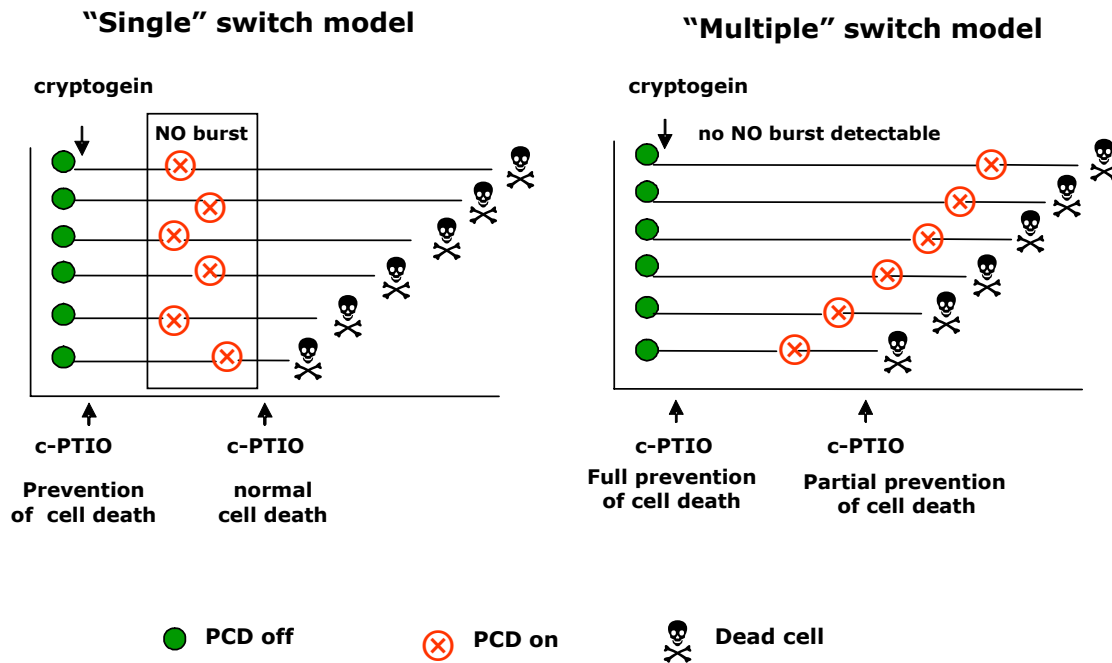 “Single” switch model
cryptogein
NO burst
c-PTIO
c-PTIO
Prevention
of cell death
normal
cell death
“Multiple” switch model
cryptogein
no NO burst detectable
c-PTIO
c-PTIO
Full prevention
of cell death
Partial prevention
of cell death
PCD off
PCD on
Dead cell